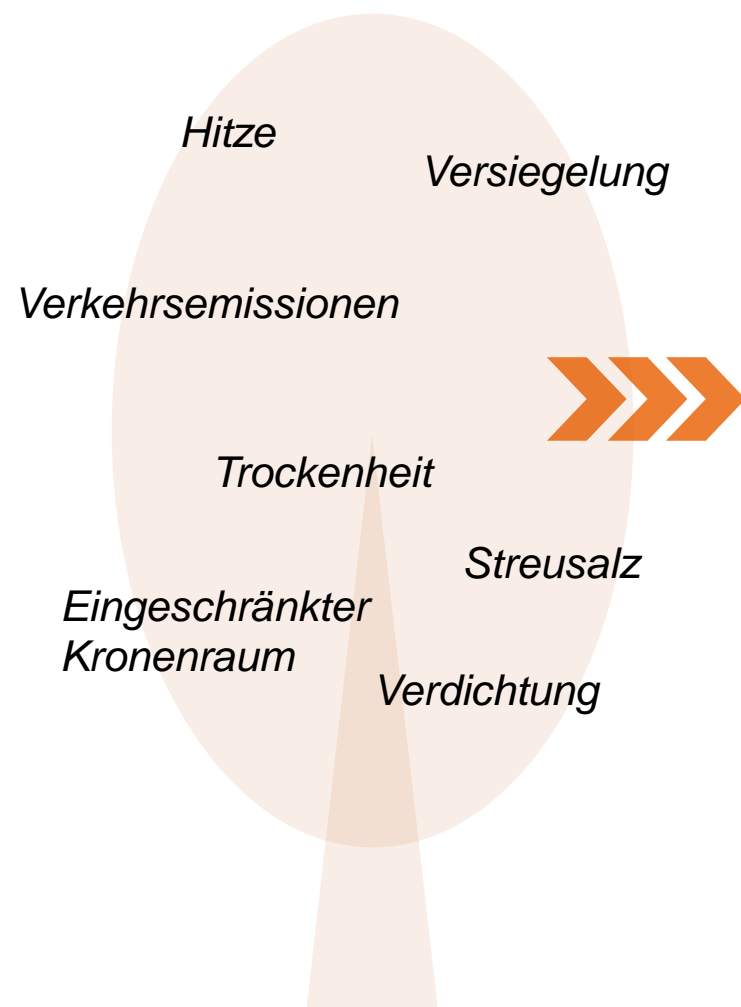 Hitze
Versiegelung
Verkehrsemissionen
Trockenheit
Streusalz
Eingeschränkter
Kronenraum
Verdichtung